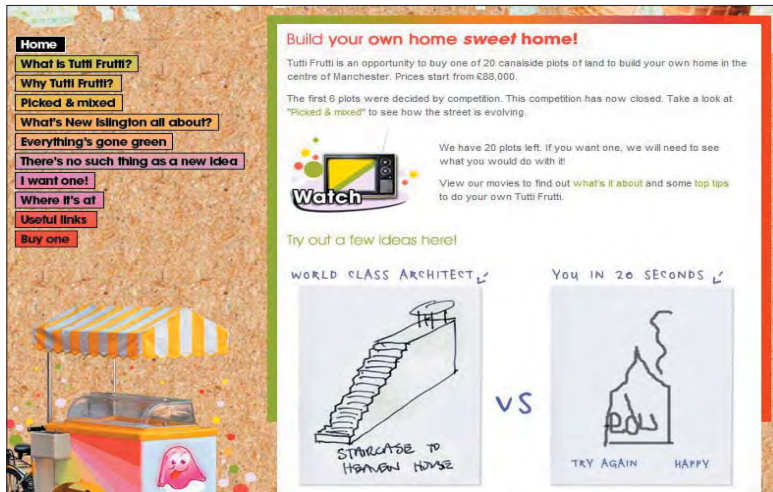 Home
What is Tutti Frutti?
Why Tutti Frutti?
Picked & mixed
What's New Islington all about?
Everything's gone green
There's no such thing as a new idea
I want one!
Where it's at
Useful links
Buy one
Build your own home sweet home!
Tutti Frutti is an opportunity to buy one of 20 canalside plots of land to build your own home in the
centre of Manchester. Prices start from £88,000.
The first 6 plots were decided by competition. This competition has now closed. Take a look at
"Picked & mixed" to see how the street is evolving.
Watch
We have 20 plots left. If you want one, we will need to see
what you would do with it!
View our movies to find out what's it about and some top tips
to do your own Tutti Frutti.
Try out a few ideas here!
WORLD CLASS ARCHITECT
STAIRCASE TO
HEAVEN HOUSE
VS
YOU IN 20 SECONDS
edu
TRY AGAIN HAPPY